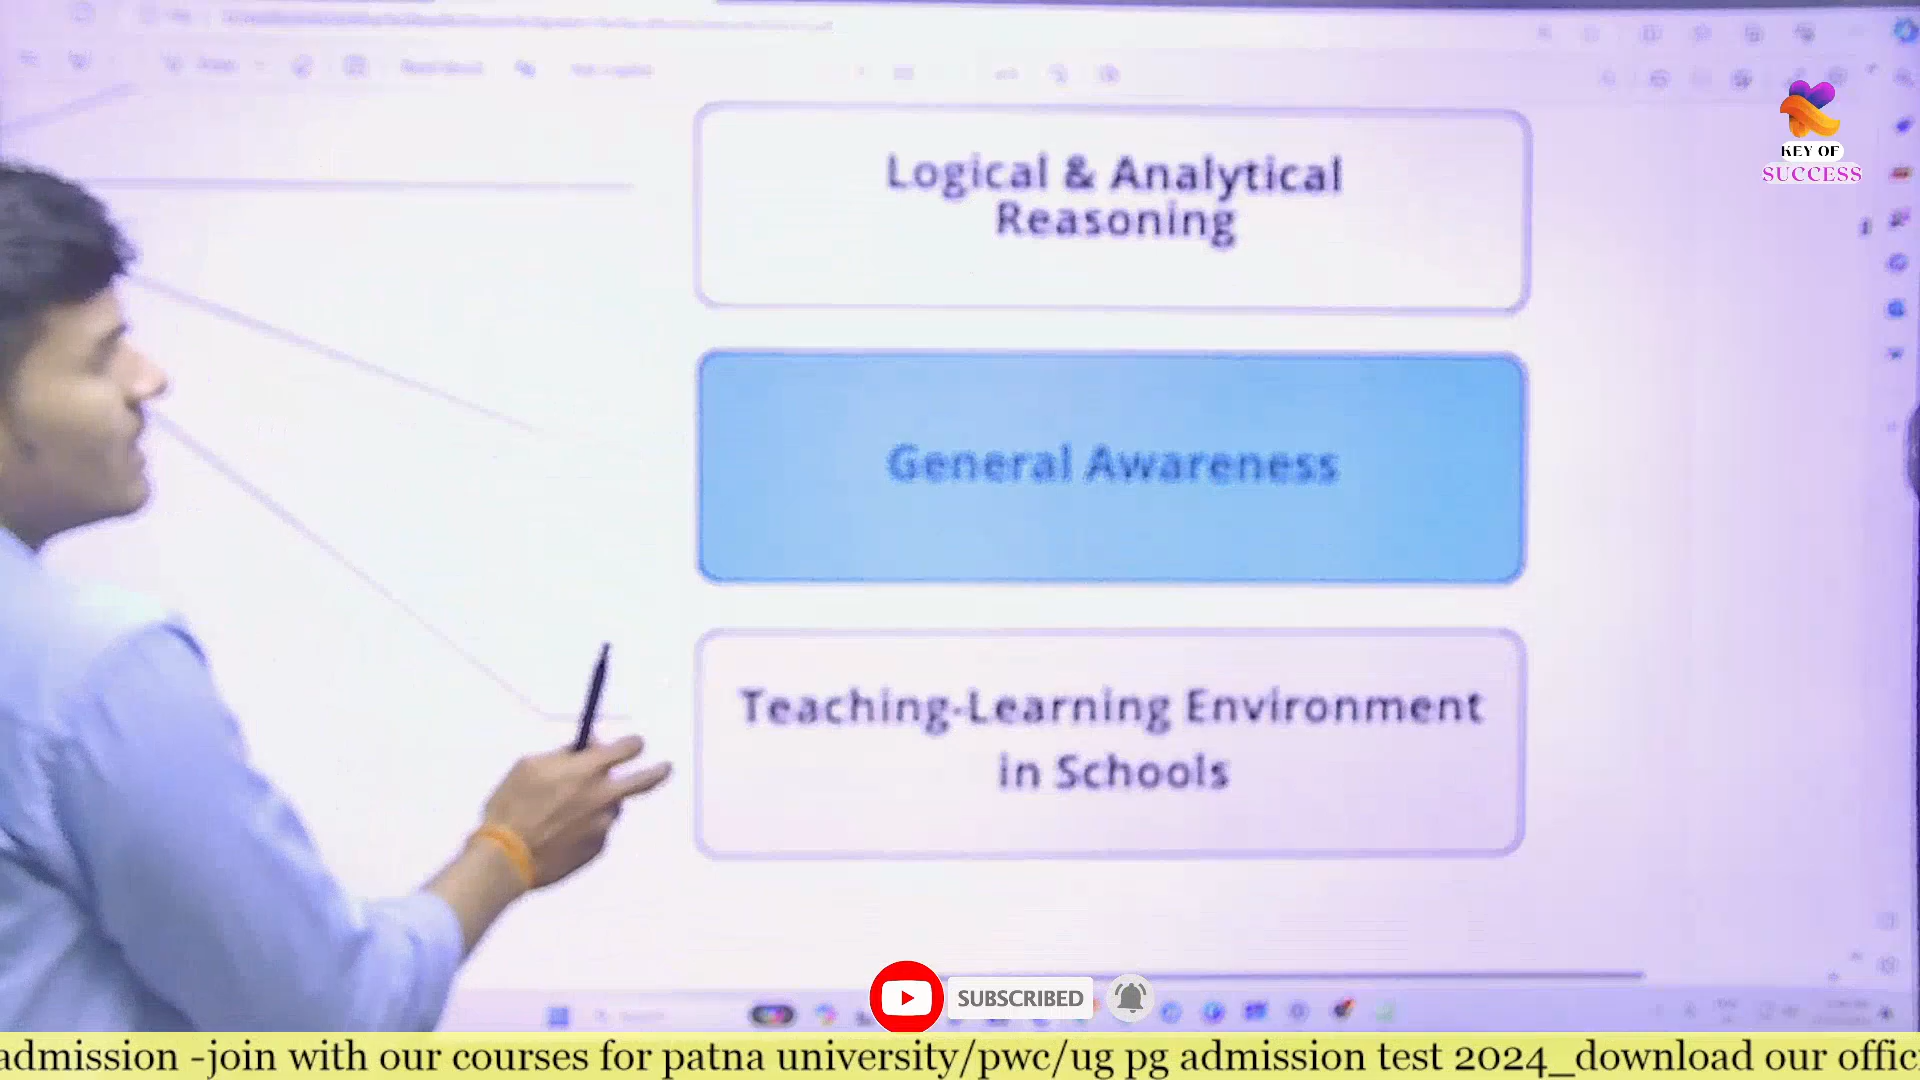 KEY OF
SUCCESS
Logical & Analytical
Reasoning
General Awareness
Teaching-Learning Environment
in Schools
SUBSCRIBED
admission -join with our courses for patna university/pwc/ug pg admission test 2024_download our offic